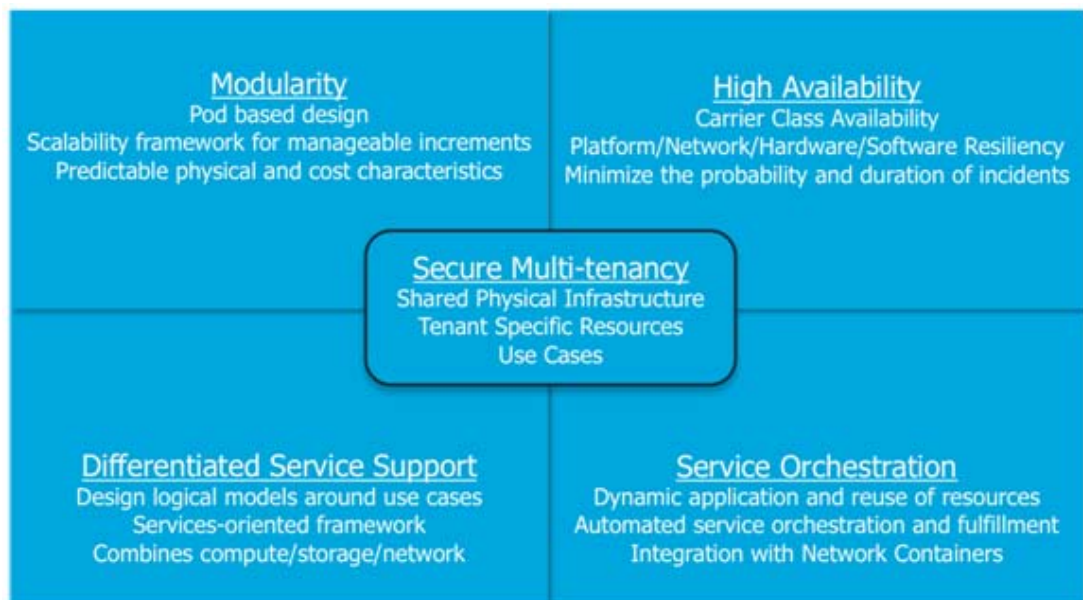 Modularity
Pod based design
Scalability framework for manageable increments
Predictable physical and cost characteristics
High Availability
Carrier Class Availability
Platform/Network/Hardware/Software Resiliency
Minimize the probability and duration of incidents
Secure Multi-tenancy
Shared Physical Infrastructure
Tenant Specific Resources
Use Cases
Differentiated Service Support
Design logical models around use cases
Services-oriented framework
Combines compute/storage/network
Service Orchestration
Dynamic application and reuse of resources
Automated service orchestration and fulfillment
Integration with Network Containers